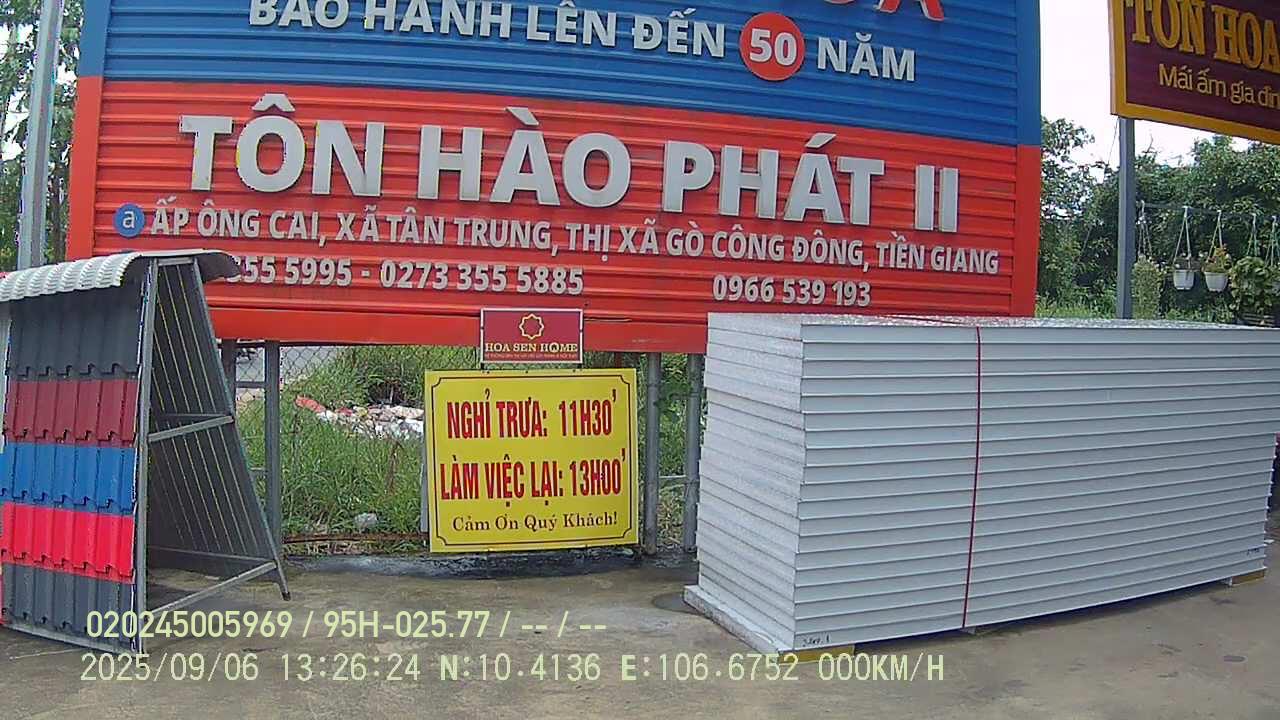 BẢO HÀNH LÊN ĐẾN 50 NĂM
TÔN HOA
Mái ấm gia đìn
TÔN HÀO PHÁT II
a ẤP ÔNG CAI, XÃ TÂN TRUNG, THỊ XÃ GÒ CÔNG ĐÔNG, TIỀN GIANG
355 5995 - 0273 355 5885 0966 539 193
HOA SEN HOME
NGHỈ TRƯA: 11H30'
LÀM VIỆC LẠI: 13H00'
Cảm Ơn Quý Khách!
020245005969 / 95H-025.77 / -- / --
2025/09/06 13:26:24 N:10.4136 E:106.6752 000KM/H